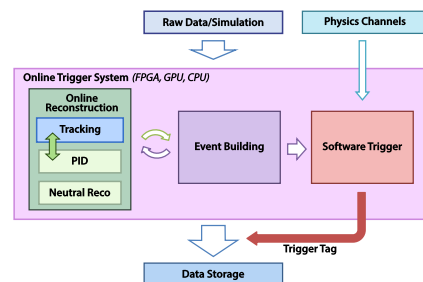 Raw Data/Simulation
Physics Channels
Online Trigger System (FPGA, GPU, CPU)
Online
Reconstruction
Tracking
PID
Neutral Reco
Event Building
Software Trigger
Trigger Tag
Data Storage